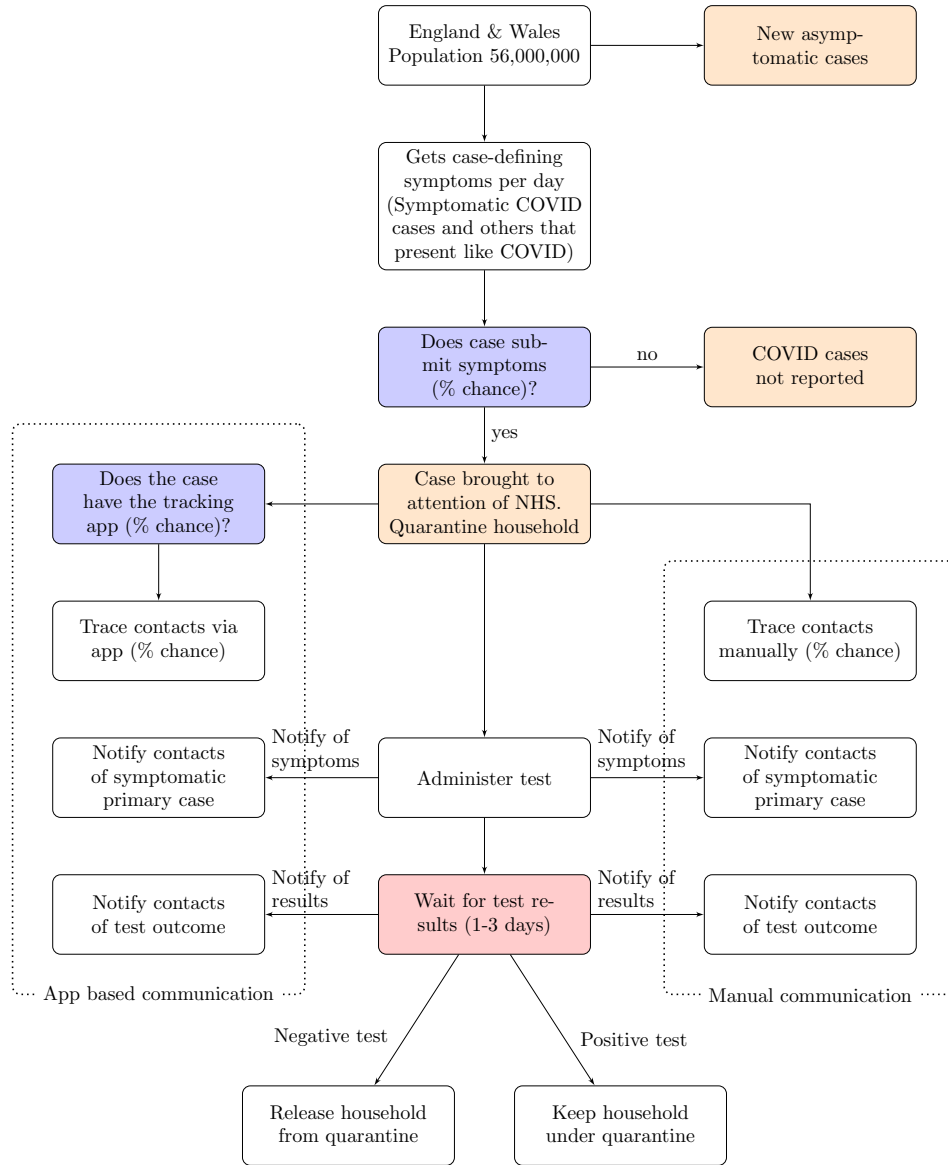 England & Wales
Population 56,000,000
New asymp-
tomatic cases
Gets case-defining
symptoms per day
(Symptomatic COVID
cases and others that
present like COVID)
Does case sub-
mit symptoms
(% chance)?
no
COVID cases
not reported
yes
Does the case
have the tracking
app (% chance)?
Case brought to
attention of NHS.
Quarantine household
Trace contacts via
app (% chance)
Trace contacts
manually (% chance)
Notify contacts
of symptomatic
primary case
Notify of
symptoms
Administer test
Notify of
symptoms
Notify contacts
of symptomatic
primary case
Notify contacts
of test outcome
Notify of
results
Wait for test re-
sults (1-3 days)
Notify of
results
Notify contacts
of test outcome
App based communication
Manual communication
Negative test
Positive test
Release household
from quarantine
Keep household
under quarantine